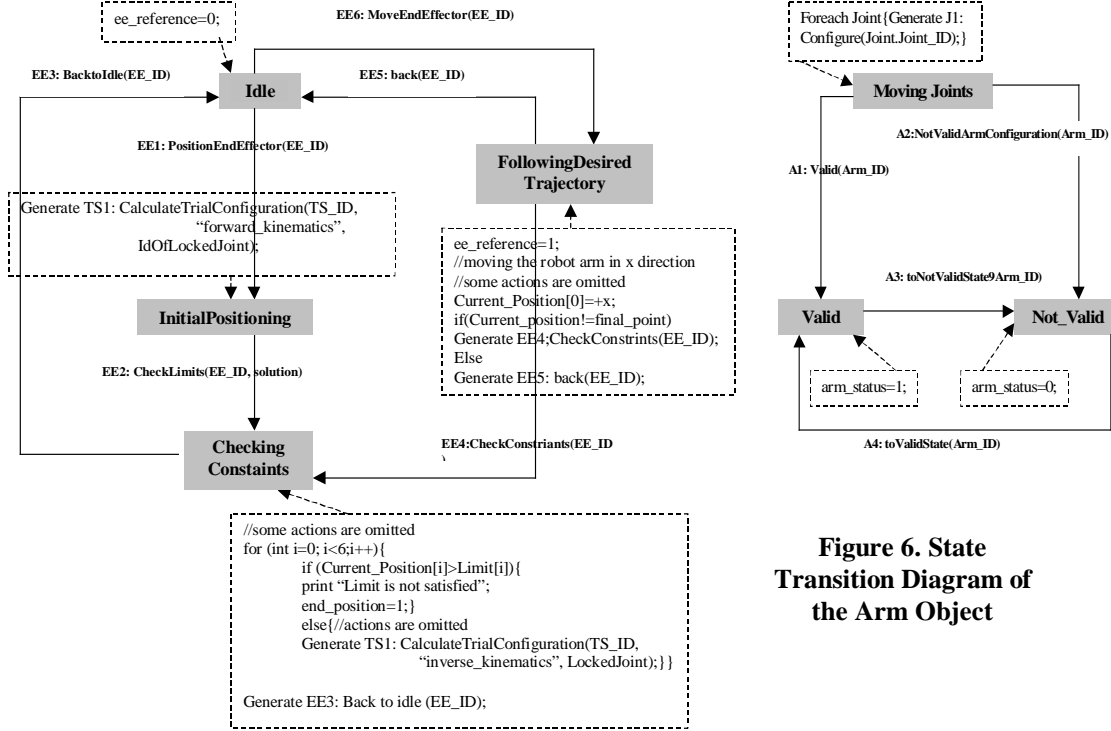 ee_reference=0;
EE6: MoveEndEffector(EE_ID)
EE3: BacktoIdle(EE_ID)
EE5: back(EE_ID)
Idle
EE1: PositionEndEffector(EE_ID)
FollowingDesired
Trajectory
Generate TS1: CalculateTrialConfiguration(TS_ID,
“forward_kinematics”,
IdOfLockedJoint);
ee_reference=1;
//moving the robot arm in x direction
//some actions are omitted
Current_Position[0]=+x;
if(Current_position!=final_point)
Generate EE4;CheckConstrints(EE_ID);
Else
Generate EE5: back(EE_ID);
InitialPositioning
EE2: CheckLimits(EE_ID, solution)
Checking
Constaints
EE4:CheckConstriants(EE_ID
)
//some actions are omitted
for (int i=0; i<6;i++){
if (Current_Position[i]>Limit[i]){
print “Limit is not satisfied”;
end_position=1;}
else{//actions are omitted
Generate TS1: CalculateTrialConfiguration(TS_ID,
“inverse_kinematics”, LockedJoint);}}
Generate EE3: Back to idle (EE_ID);
Foreach Joint{Generate J1:
Configure(Joint.Joint_ID);}
Moving Joints
A2:NotValidArmConfiguration(Arm_ID)
A1: Valid(Arm_ID)
A3: toNotValidState9Arm_ID)
Valid
Not_Valid
arm_status=1;
arm_status=0;
A4: toValidState(Arm_ID)
Figure 6. State
Transition Diagram of
the Arm Object